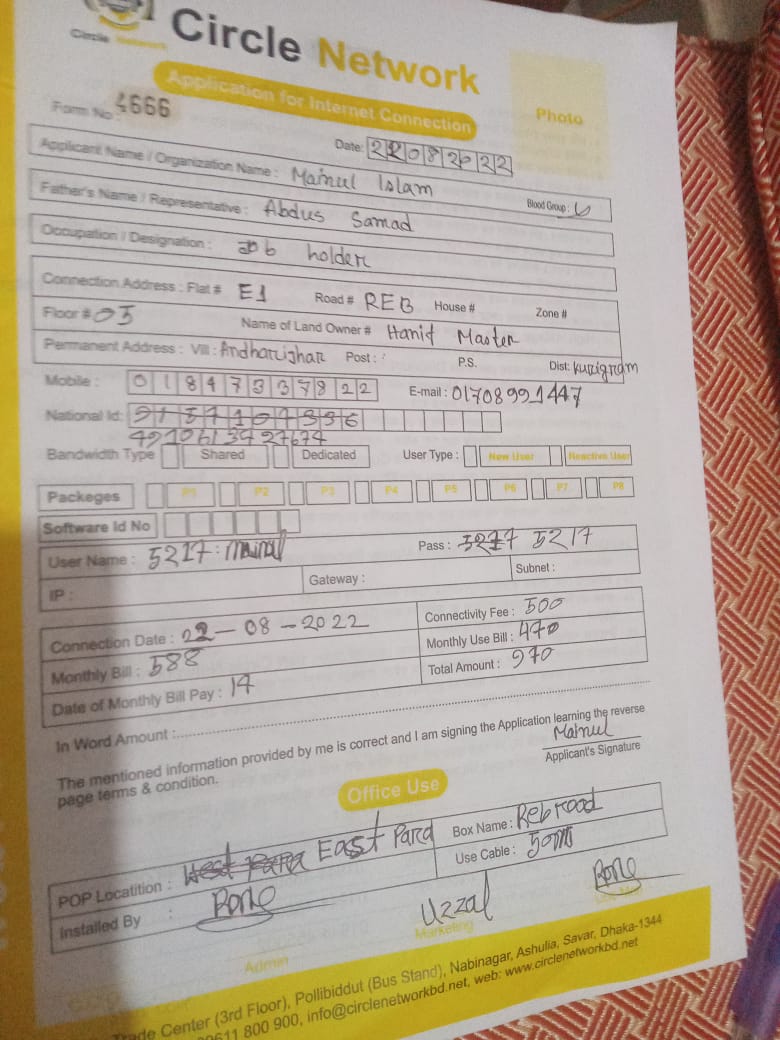 Circle Network
Circle Network
Application for Internet Connection
Photo
Form No : 4666
Date: 22082022
Applicant Name / Organization Name : Mainul Islam
Blood Group :
Father's Name / Representative : Abdus Samad
Occupation / Designation : Job holder
Connection Address : Flat # E1 Road # REB House # Zone #
Floor # 05 Name of Land Owner # Hanif Master
Permanent Address : Vill : Post : P.S. Dist: Kurigram
Mobile : 01847337822 E-mail : 01708991447
National Id:
Bandwidth Type Shared Dedicated User Type : New User Reactive User
Packeges P1 P2 P3 P4 P5 P6 P7 P8
Software Id No
User Name : 5217: Mainul Pass : 5217 5217
IP : Gateway : Subnet :
Connection Date : 22-08-2022 Connectivity Fee : 500
Monthly Bill : 588 Monthly Use Bill : 470
Date of Monthly Bill Pay : 14 Total Amount : 970
In Word Amount :
The mentioned information provided by me is correct and I am signing the Application learning the reverse
page terms & condition.
Mainul
Applicant's Signature
Office Use
POP Locatition : West Para East Para Box Name : Reb road
Installed By : Use Cable : 50m
Uzzal
Admin Marketing
Trade Center (3rd Floor), Pollibiddut (Bus Stand), Nabinagar, Ashulia, Savar, Dhaka-1344
09611 800 900, info@circlenetworkbd.net, web: www.circlenetworkbd.net